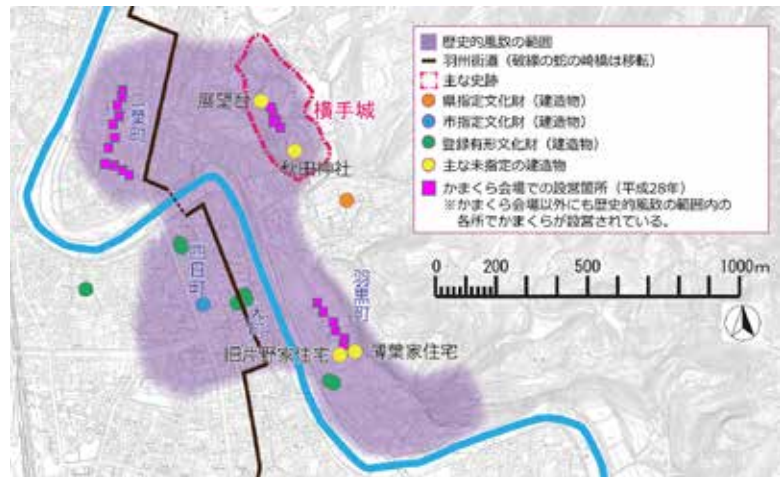 歴史的風致の範囲
羽州街道（破線の蛇の崎橋は移転）
主な史跡
県指定文化財（建造物）
市指定文化財（建造物）
登録有形文化財（建造物）
主な未指定の建造物
かまくら会場での設営箇所（平成28年）
※かまくら会場以外にも歴史的風致の範囲内の
各所でかまくらが設営されている。
展望台
横手城
秋田神社
二葉町
四日町
羽黒町
旧片野家住宅
0 200 500 1000m